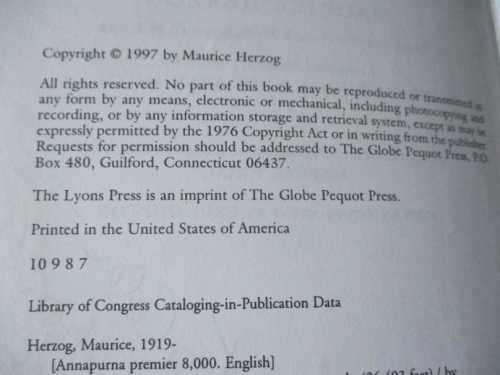 Copyright © 1997 by Maurice Herzog
All rights reserved. No part of this book may be reproduced or transmitted in
any form by any means, electronic or mechanical, including photocopying and
recording, or by any information storage and retrieval system, except as may be
expressly permitted by the 1976 Copyright Act or in writing from the publisher.
Requests for permission should be addressed to The Globe Pequot Press, P.O.
Box 480, Guilford, Connecticut 06437.
The Lyons Press is an imprint of The Globe Pequot Press.
Printed in the United States of America
10 9 8 7
Library of Congress Cataloging-in-Publication Data
Herzog, Maurice, 1919-
[Annapurna premier 8,000. English]
feet) / by